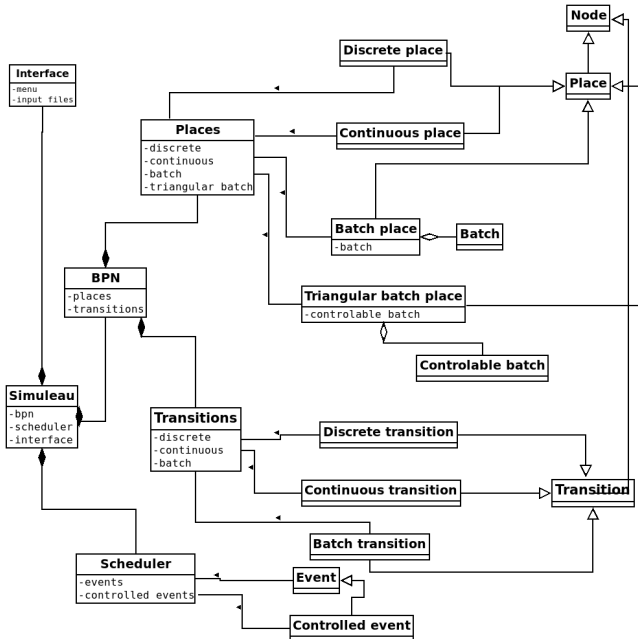 Node
Discrete place
Interface
-menu
-input files
Place
Places
-discrete
-continuous
-batch
-triangular batch
Continuous place
Batch place
-batch
Batch
BPN
-places
-transitions
Triangular batch place
-controlable batch
Controlable batch
Simuleau
-bpn
-scheduler
-interface
Transitions
-discrete
-continuous
-batch
Discrete transition
Continuous transition
Transition
Batch transition
Scheduler
-events
-controlled events
Event
Controlled event